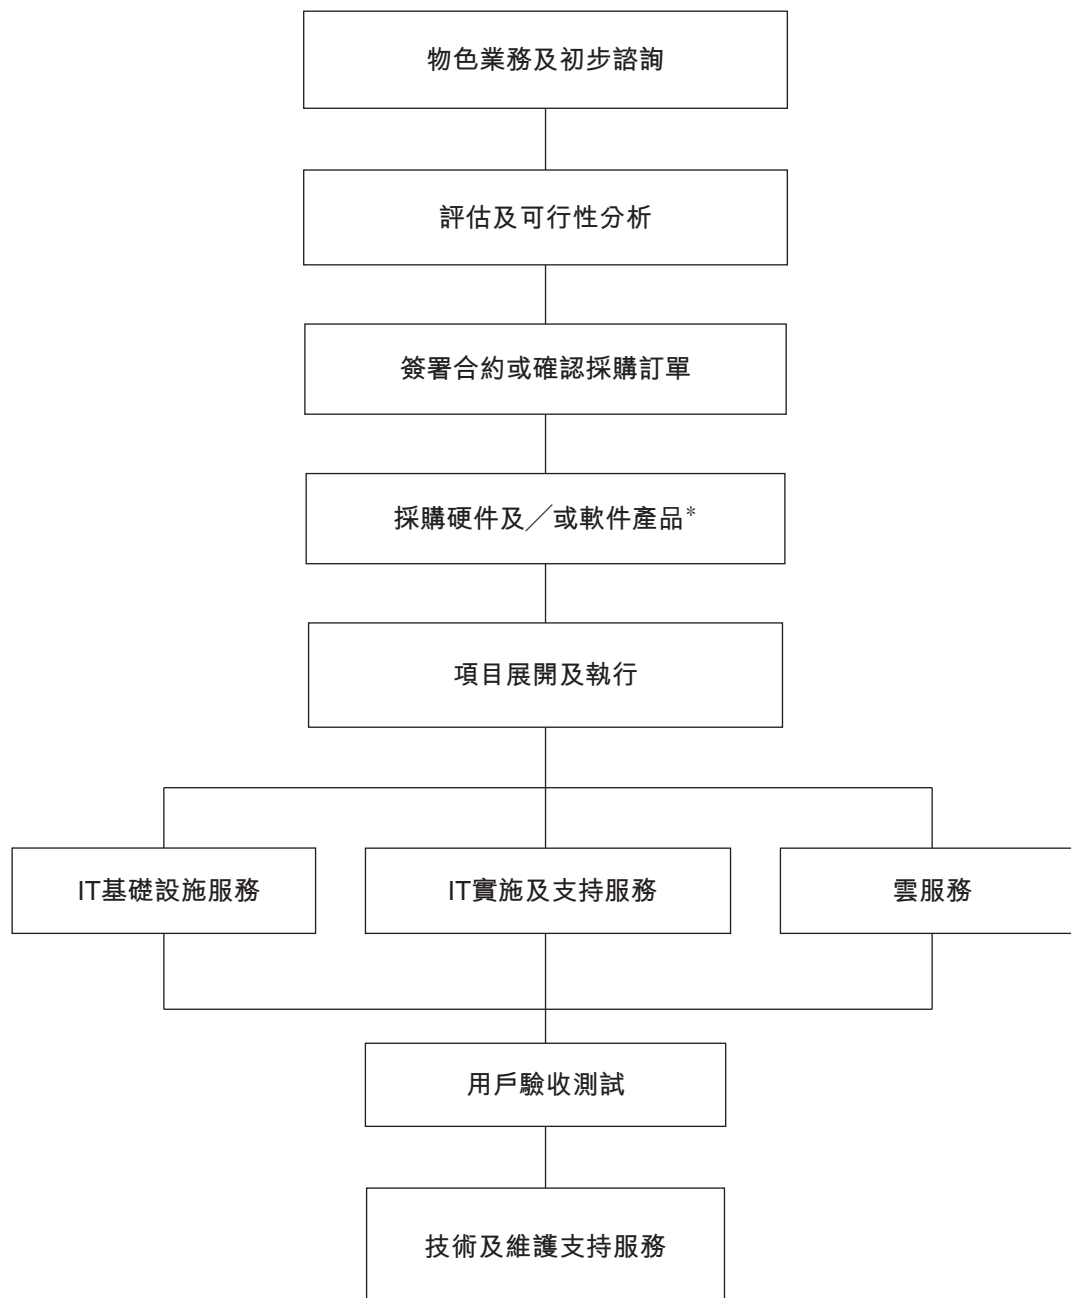 物色業務及初步諮詢
評估及可行性分析
簽署合約或確認採購訂單
採購硬件及／或軟件產品*
項目展開及執行
IT基礎設施服務
IT實施及支持服務
雲服務
用戶驗收測試
技術及維護支持服務